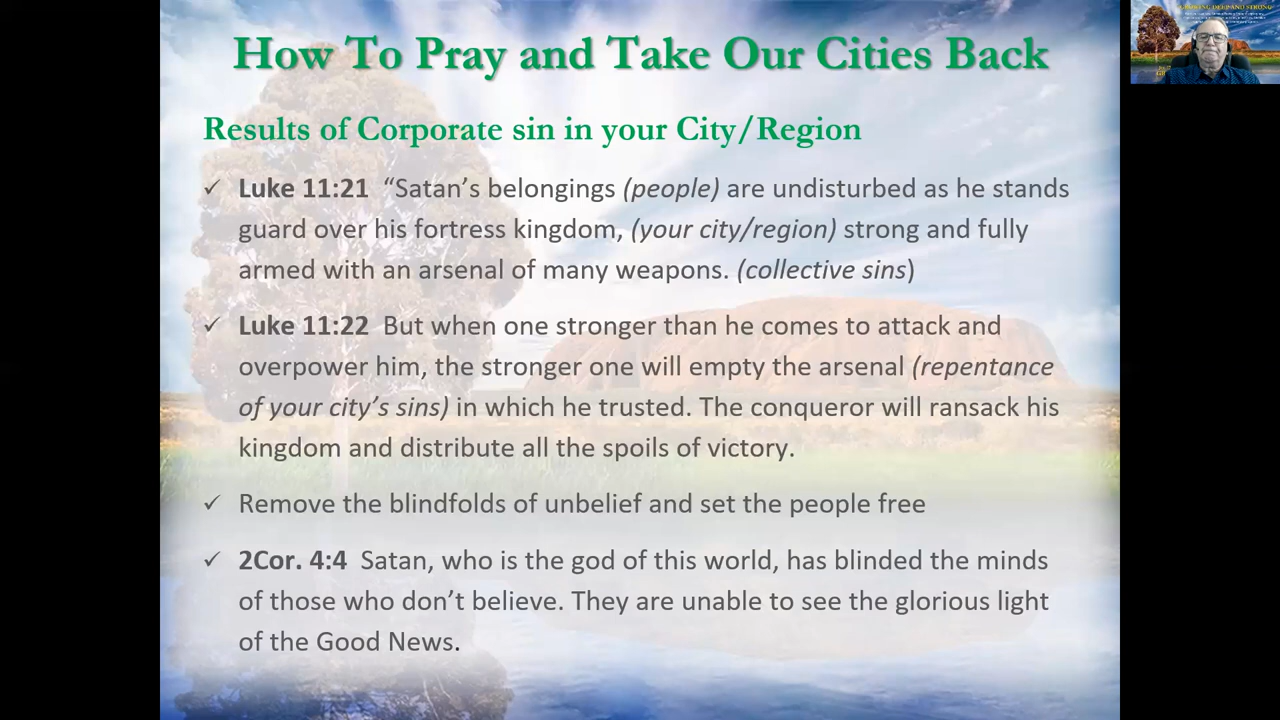 How To Pray and Take Our Cities Back
Results of Corporate sin in your City/Region
✓ Luke 11:21 “Satan’s belongings (people) are undisturbed as he stands
guard over his fortress kingdom, (your city/region) strong and fully
armed with an arsenal of many weapons. (collective sins)
✓ Luke 11:22 But when one stronger than he comes to attack and
overpower him, the stronger one will empty the arsenal (repentance
of your city’s sins) in which he trusted. The conqueror will ransack his
kingdom and distribute all the spoils of victory.
✓ Remove the blindfolds of unbelief and set the people free
✓ 2Cor. 4:4 Satan, who is the god of this world, has blinded the minds
of those who don’t believe. They are unable to see the glorious light
of the Good News.
DEEP AND STRONG